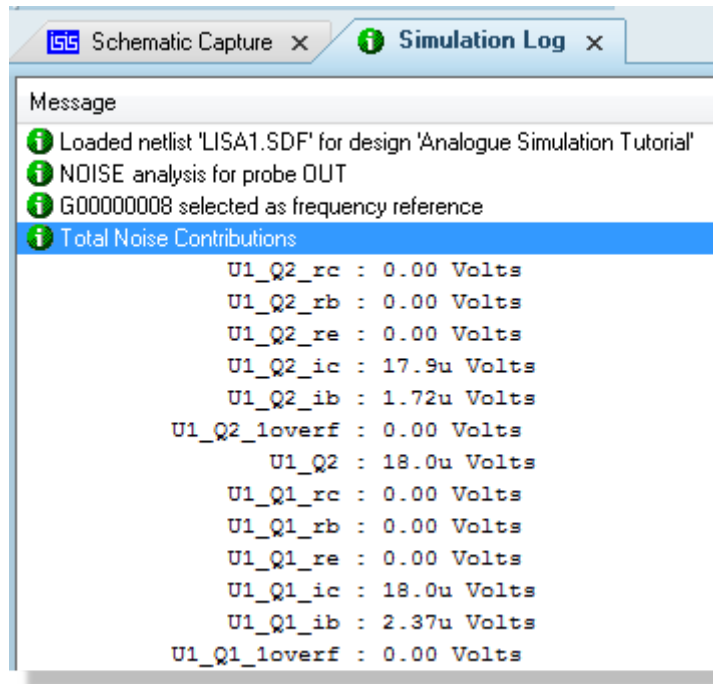 isis Schematic Capture x Simulation Log x
Message
Loaded netlist 'LISA1.SDF' for design 'Analogue Simulation Tutorial'
NOISE analysis for probe OUT
G00000008 selected as frequency reference
Total Noise Contributions
U1_Q2_rc : 0.00 Volts
U1_Q2_rb : 0.00 Volts
U1_Q2_re : 0.00 Volts
U1_Q2_ic : 17.9u Volts
U1_Q2_ib : 1.72u Volts
U1_Q2_1overf : 0.00 Volts
U1_Q2 : 18.0u Volts
U1_Q1_rc : 0.00 Volts
U1_Q1_rb : 0.00 Volts
U1_Q1_re : 0.00 Volts
U1_Q1_ic : 18.0u Volts
U1_Q1_ib : 2.37u Volts
U1_Q1_1overf : 0.00 Volts